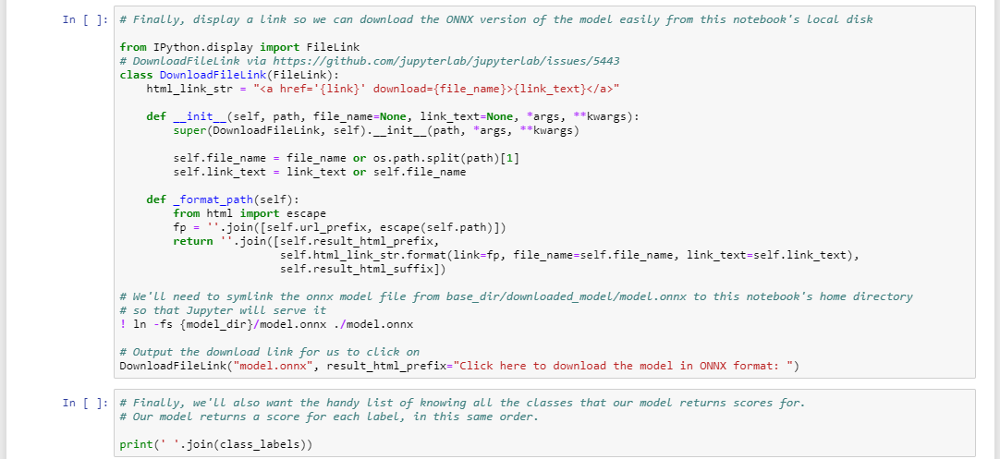 In [ ]: # Finally, display a link so we can download the ONNX version of the model easily from this notebook's local disk

from IPython.display import FileLink
# DownloadFileLink via https://github.com/jupyterlab/jupyterlab/issues/5443
class DownloadFileLink(FileLink):
    html_link_str = "<a href='{link}' download={file_name}>{link_text}</a>"

    def __init__(self, path, file_name=None, link_text=None, *args, **kwargs):
        super(DownloadFileLink, self).__init__(path, *args, **kwargs)

        self.file_name = file_name or os.path.split(path)[1]
        self.link_text = link_text or self.file_name

    def _format_path(self):
        from html import escape
        fp = ''.join([self.url_prefix, escape(self.path)])
        return ''.join([self.result_html_prefix,
                        self.html_link_str.format(link=fp, file_name=self.file_name, link_text=self.link_text),
                        self.result_html_suffix])

# We'll need to symlink the onnx model file from base_dir/downloaded_model/model.onnx to this notebook's home directory
# so that Jupyter will serve it
! ln -fs {model_dir}/model.onnx ./model.onnx

# Output the download link for us to click on
DownloadFileLink("model.onnx", result_html_prefix="Click here to download the model in ONNX format: ")

In [ ]: # Finally, we'll also want the handy list of knowing all the classes that our model returns scores for.
# Our model returns a score for each label, in this same order.

print(' '.join(class_labels))